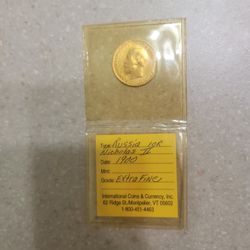 Type: Russia 10R
Nicholas II
Date: 1900
Mint:
Grade: Extra Fine
International Coins & Currency, Inc.
62 Ridge St., Montpelier, VT 05602
1-800-451-4463